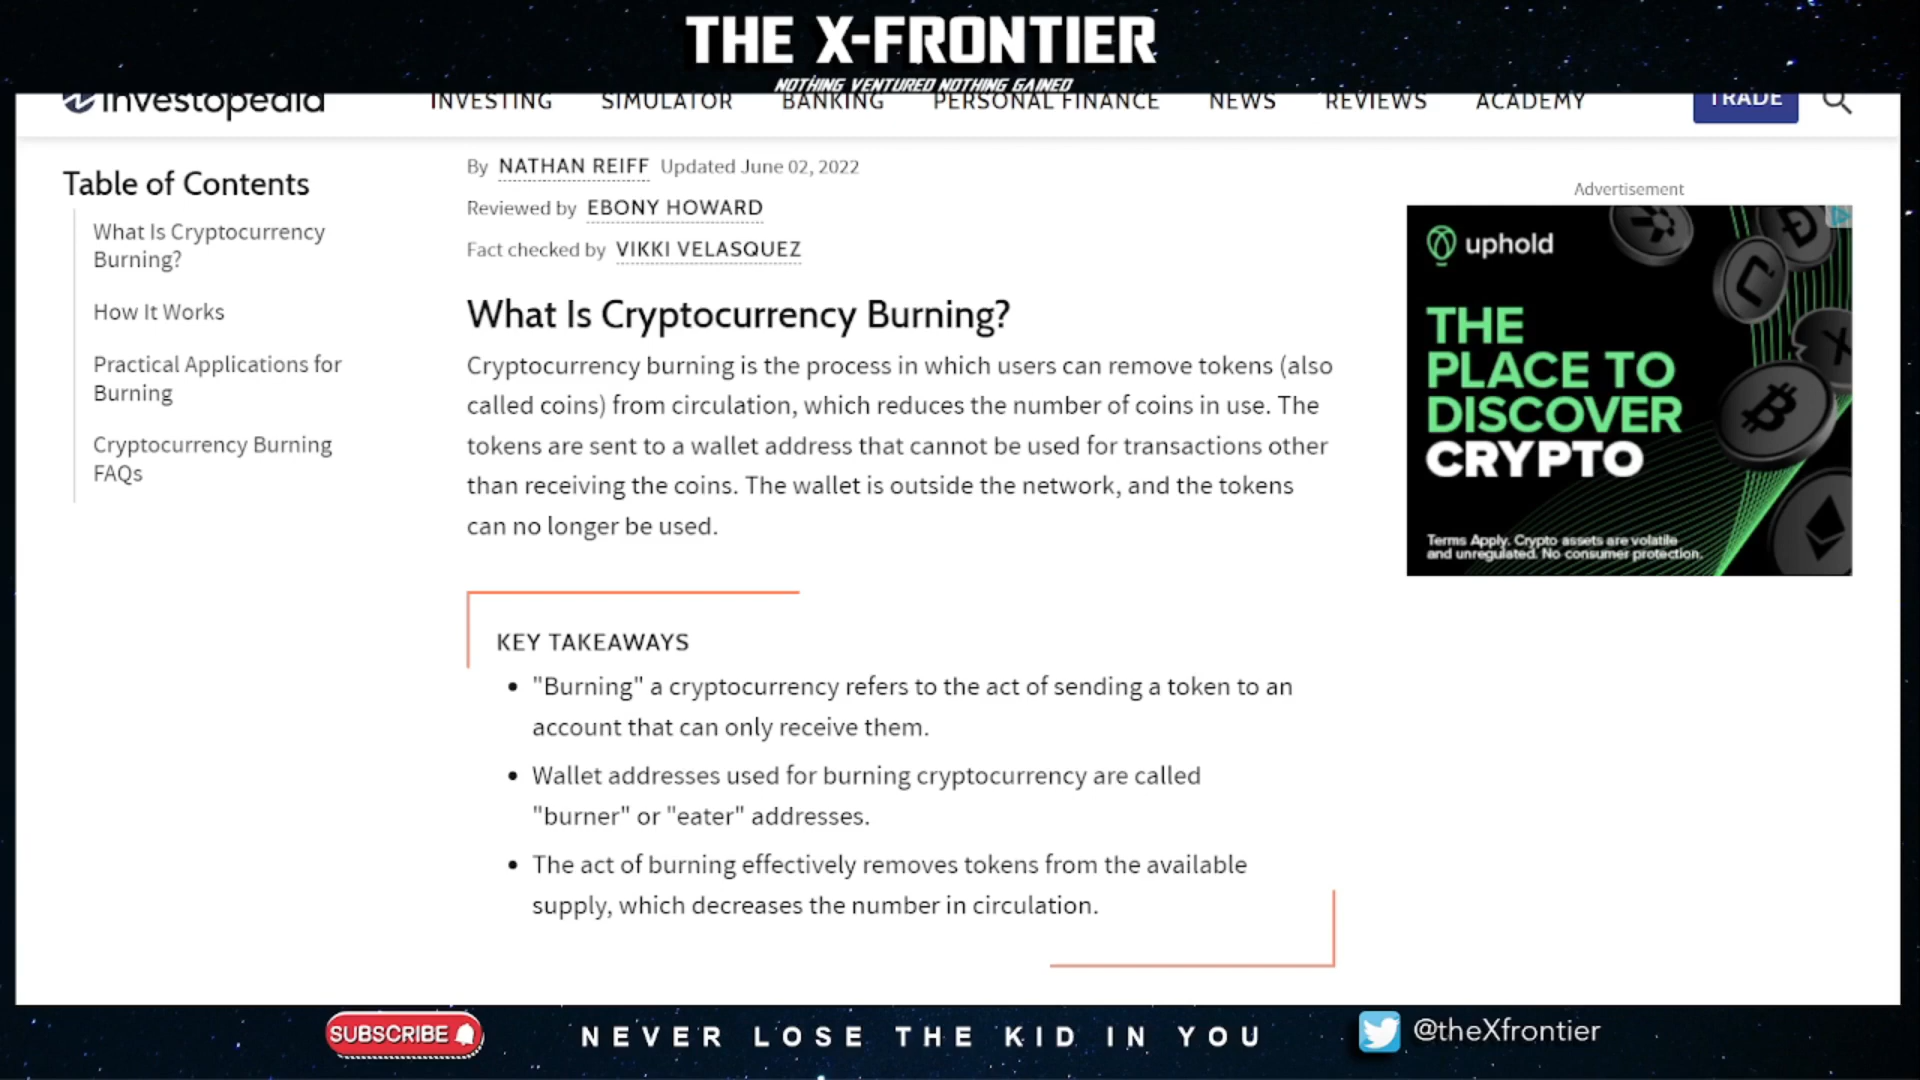 THE X-FRONTIER
NOTHING VENTURED NOTHING GAINED
Investopedia
INVESTING SIMULATOR BANKING PERSONAL FINANCE NEWS REVIEWS ACADEMY TRADE
Table of Contents
What Is Cryptocurrency
Burning?
How It Works
Practical Applications for
Burning
Cryptocurrency Burning
FAQs
By NATHAN REIFF Updated June 02, 2022
Reviewed by EBONY HOWARD
Fact checked by VIKKI VELASQUEZ
What Is Cryptocurrency Burning?
Cryptocurrency burning is the process in which users can remove tokens (also
called coins) from circulation, which reduces the number of coins in use. The
tokens are sent to a wallet address that cannot be used for transactions other
than receiving the coins. The wallet is outside the network, and the tokens
can no longer be used.
KEY TAKEAWAYS
• "Burning" a cryptocurrency refers to the act of sending a token to an
account that can only receive them.
• Wallet addresses used for burning cryptocurrency are called
"burner" or "eater" addresses.
• The act of burning effectively removes tokens from the available
supply, which decreases the number in circulation.
Advertisement
uphold
THE
PLACE TO
DISCOVER
CRYPTO
Terms Apply. Crypto assets are volatile
and unregulated. No consumer protection.
SUBSCRIBE
NEVER LOSE THE KID IN YOU
@theXfrontier